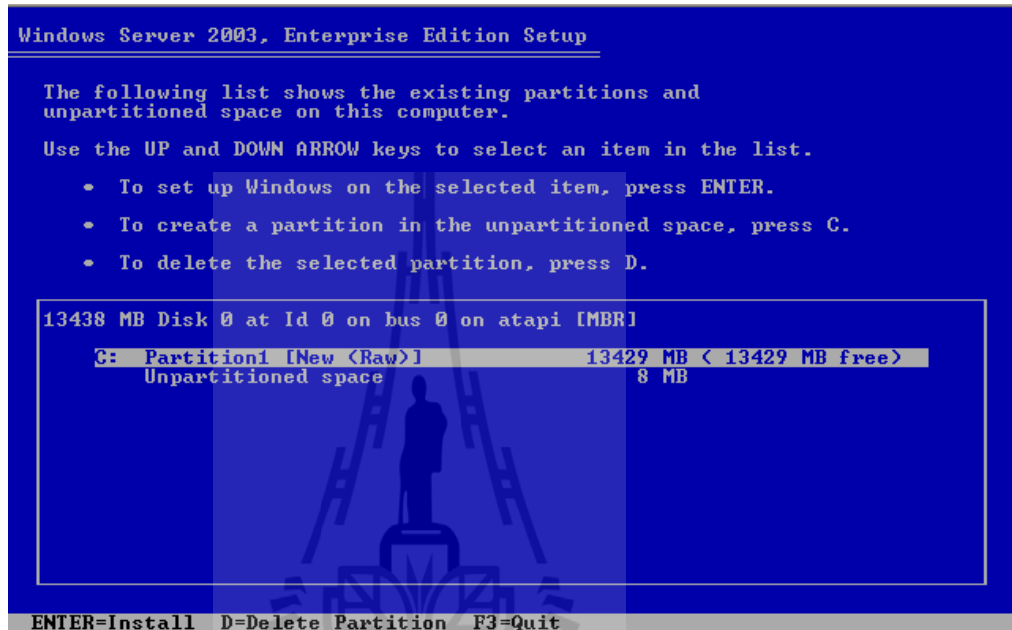 Windows Server 2003, Enterprise Edition Setup
The following list shows the existing partitions and
unpartitioned space on this computer.
Use the UP and DOWN ARROW keys to select an item in the list.
• To set up Windows on the selected item, press ENTER.
• To create a partition in the unpartitioned space, press C.
• To delete the selected partition, press D.
13438 MB Disk 0 at Id 0 on bus 0 on atapi [MBR]
C: Partition1 [New (Raw)] 13429 MB ( 13429 MB free)
Unpartitioned space 8 MB
ENTER=Install D=Delete Partition F3=Quit